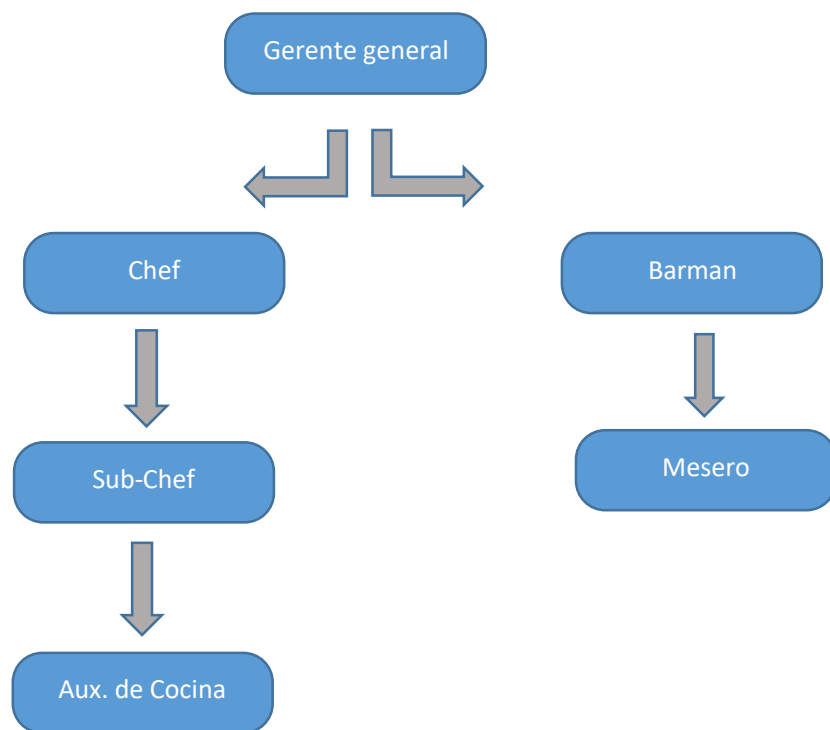 Gerente general
Chef
Barman
Sub-Chef
Mesero
Aux. de Cocina